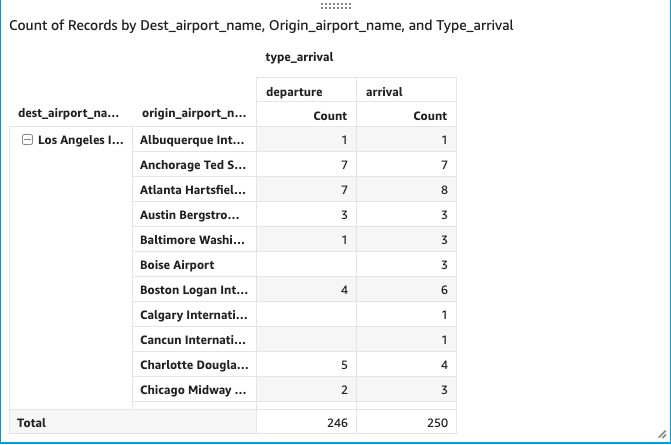 Count of Records by Dest_airport_name, Origin_airport_name, and Type_arrival
type_arrival
departure arrival
dest_airport_na... origin_airport_n... Count Count
Los Angeles I... Albuquerque Int... 1 1
Anchorage Ted S... 7 7
Atlanta Hartsfiel... 7 8
Austin Bergstro... 3 3
Baltimore Washi... 1 3
Boise Airport 3
Boston Logan Int... 4 6
Calgary Internati... 1
Cancun Internati... 1
Charlotte Dougla... 5 4
Chicago Midway ... 2 3
Total 246 250